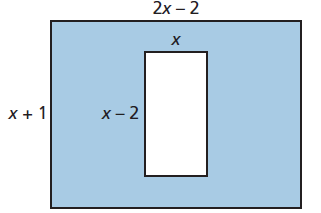 2x – 2
x
x + 1
x – 2